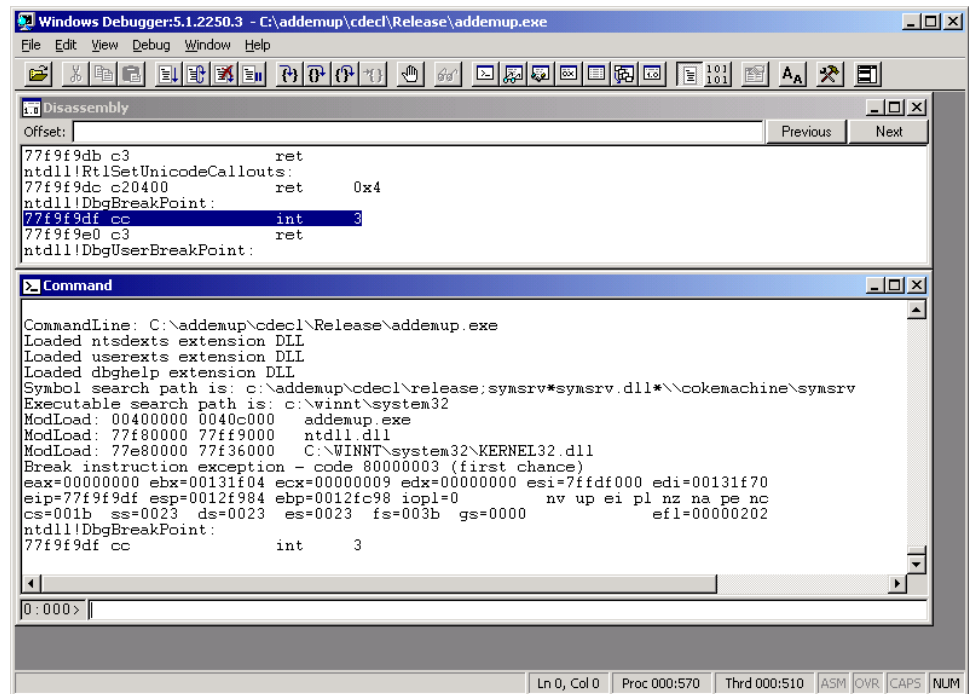 Windows Debugger:5.1.2250.3 - C:\addemup\cdecl\Release\addemup.exe
File Edit View Debug Window Help
101
101
AA
Disassembly
Offset:
Previous
Next
77f9f9db c3 ret
ntdll!RtlSetUnicodeCallouts:
77f9f9dc c20400 ret 0x4
ntdll!DbgBreakPoint:
77f9f9df cc int 3
77f9f9e0 c3 ret
ntdll!DbgUserBreakPoint:
Command
CommandLine: C:\addemup\cdecl\Release\addemup.exe
Loaded ntsdexts extension DLL
Loaded userexts extension DLL
Loaded dbghelp extension DLL
Symbol search path is: c:\addemup\cdecl\release;symsrv*symsrv.dll*\\cokemachine\symsrv
Executable search path is: c:\winnt\system32
ModLoad: 00400000 0040c000 addemup.exe
ModLoad: 77f80000 77ff9000 ntdll.dll
ModLoad: 77e80000 77f36000 C:\WINNT\system32\KERNEL32.dll
Break instruction exception - code 80000003 (first chance)
eax=00000000 ebx=00131f04 ecx=00000009 edx=00000000 esi=7ffdf000 edi=00131f70
eip=77f9f9df esp=0012f984 ebp=0012fc98 iopl=0 nv up ei pl nz na pe nc
cs=001b ss=0023 ds=0023 es=0023 fs=003b gs=0000 efl=00000202
ntdll!DbgBreakPoint:
77f9f9df cc int 3
0:000>
Ln 0, Col 0 Proc 000:570 Thrd 000:510 ASM OVR CAPS NUM